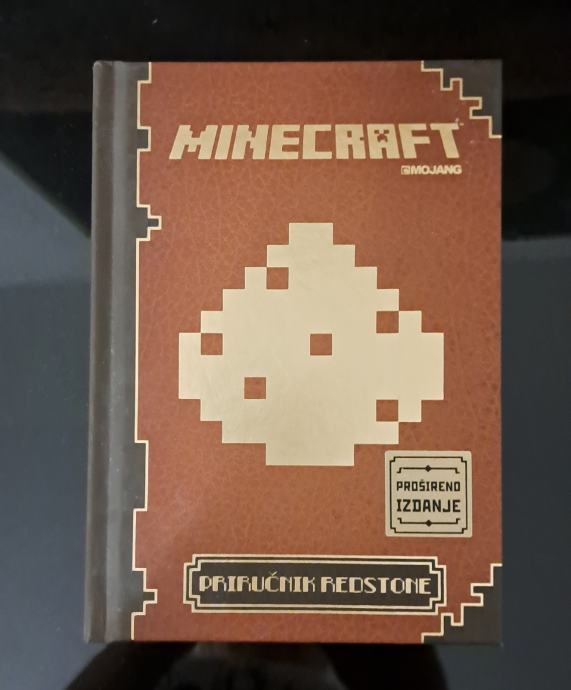 MINECRAFT
MOJANG
PROŠIRENO
IZDANJE
PRIRUČNIK REDSTONE